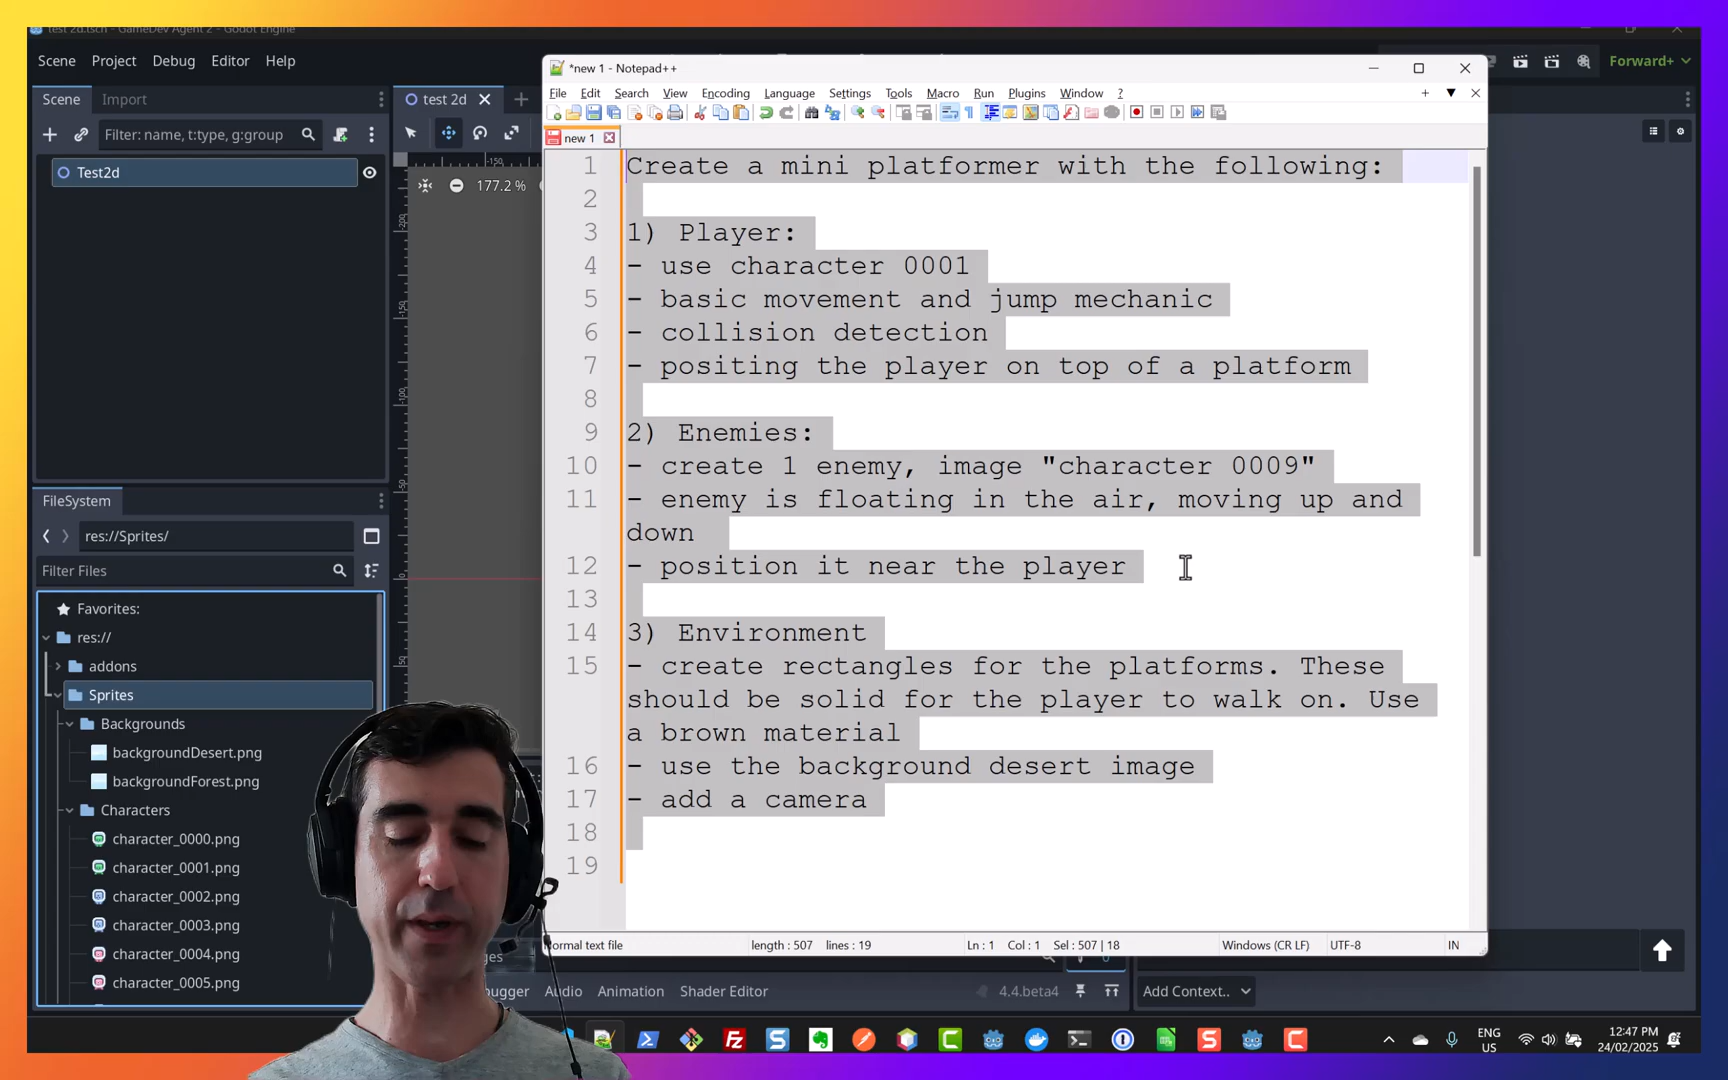 test 2d.tscn - GameDev Agent 2 - Godot Engine
Scene Project Debug Editor Help
Forward+
Scene Import
test 2d
Filter: name, t:type, g:group
Test2d
177.2 %
-150
-200
FileSystem
res://Sprites/
Filter Files
Favorites:
res://
addons
Sprites
Backgrounds
backgroundDesert.png
backgroundForest.png
Characters
character_0000.png
character_0001.png
character_0002.png
character_0003.png
character_0004.png
character_0005.png
*new 1 - Notepad++
File Edit Search View Encoding Language Settings Tools Macro Run Plugins Window ?
new 1
1 Create a mini platformer with the following:
2
3 1) Player:
4 - use character 0001
5 - basic movement and jump mechanic
6 - collision detection
7 - positing the player on top of a platform
8
9 2) Enemies:
10 - create 1 enemy, image "character 0009"
11 - enemy is floating in the air, moving up and
down
12 - position it near the player
13
14 3) Environment
15 - create rectangles for the platforms. These
should be solid for the player to walk on. Use
a brown material
16 - use the background desert image
17 - add a camera
18
19
ormal text file length : 507 lines : 19 Ln : 1 Col : 1 Sel : 507 | 18 Windows (CR LF) UTF-8 IN
bugger Audio Animation Shader Editor 4.4.beta4 Add Context..
ENG
US
12:47 PM
24/02/2025